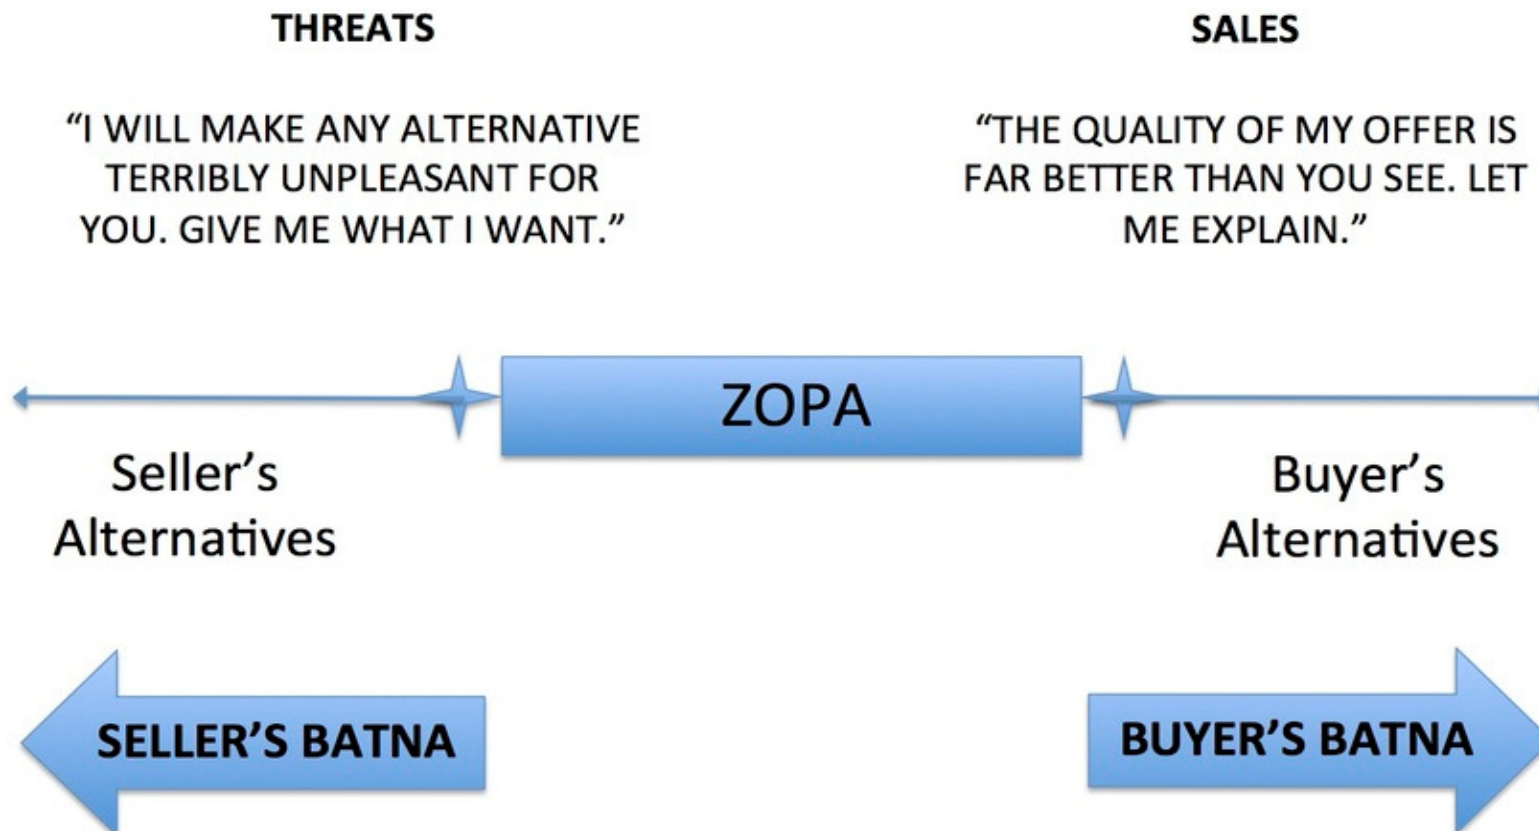 THREATS
SALES
“I WILL MAKE ANY ALTERNATIVE
TERRIBLY UNPLEASANT FOR
YOU. GIVE ME WHAT I WANT.”
“THE QUALITY OF MY OFFER IS
FAR BETTER THAN YOU SEE. LET
ME EXPLAIN.”
ZOPA
Seller’s
Alternatives
Buyer’s
Alternatives
SELLER’S BATNA
BUYER’S BATNA